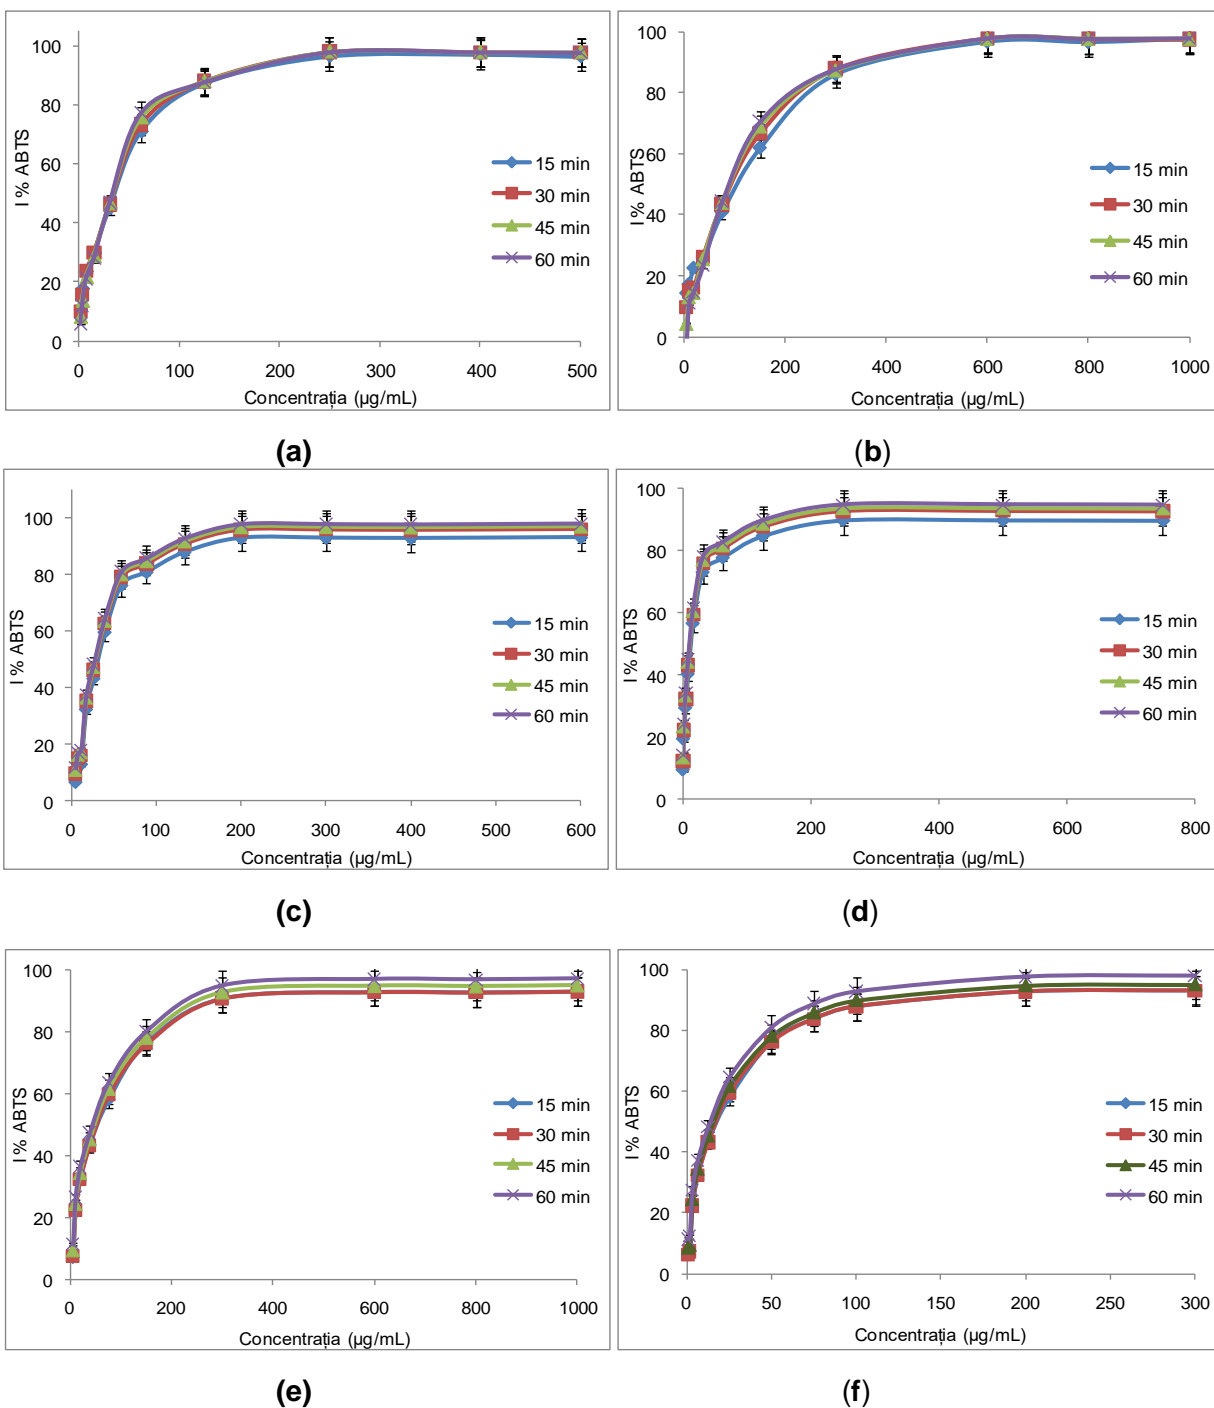 100
80
60
40
20
0
I % ABTS
15 min
30 min
45 min
60 min
0 100 200 300 400 500
Concentrația (µg/mL)
(a)
100
80
60
40
20
0
I % ABTS
15 min
30 min
45 min
60 min
0 200 400 600 800 1000
Concentrația (µg/mL)
(b)
100
80
60
40
20
0
I % ABTS
15 min
30 min
45 min
60 min
0 100 200 300 400 500 600
Concentrația (µg/mL)
(c)
100
80
60
40
20
0
I % ABTS
15 min
30 min
45 min
60 min
0 200 400 600 800
Concentrația (µg/mL)
(d)
100
80
60
40
20
0
I % ABTS
15 min
30 min
45 min
60 min
0 200 400 600 800 1000
Concentrația (µg/mL)
(e)
100
80
60
40
20
0
I % ABTS
15 min
30 min
45 min
60 min
0 50 100 150 200 250 300
Concentrația (µg/mL)
(f)